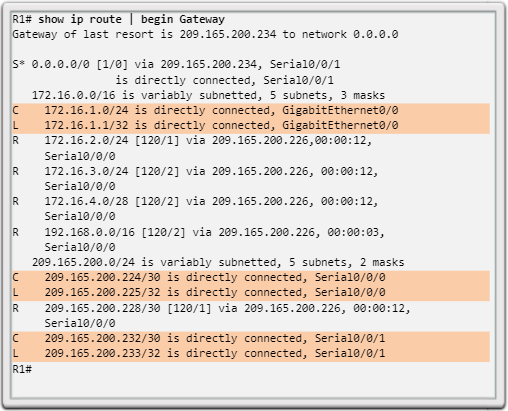 R1# show ip route | begin Gateway
Gateway of last resort is 209.165.200.234 to network 0.0.0.0
S* 0.0.0.0/0 [1/0] via 209.165.200.234, Serial0/0/1
is directly connected, Serial0/0/1
172.16.0.0/16 is variably subnetted, 5 subnets, 3 masks
C 172.16.1.0/24 is directly connected, GigabitEthernet0/0
L 172.16.1.1/32 is directly connected, GigabitEthernet0/0
R 172.16.2.0/24 [120/1] via 209.165.200.226,00:00:12,
Serial0/0/0
R 172.16.3.0/24 [120/2] via 209.165.200.226, 00:00:12,
Serial0/0/0
R 172.16.4.0/28 [120/2] via 209.165.200.226, 00:00:12,
Serial0/0/0
R 192.168.0.0/16 [120/2] via 209.165.200.226, 00:00:03,
Serial0/0/0
209.165.200.0/24 is variably subnetted, 5 subnets, 2 masks
C 209.165.200.224/30 is directly connected, Serial0/0/0
L 209.165.200.225/32 is directly connected, Serial0/0/0
R 209.165.200.228/30 [120/1] via 209.165.200.226, 00:00:12,
Serial0/0/0
C 209.165.200.232/30 is directly connected, Serial0/0/1
L 209.165.200.233/32 is directly connected, Serial0/0/1
R1#